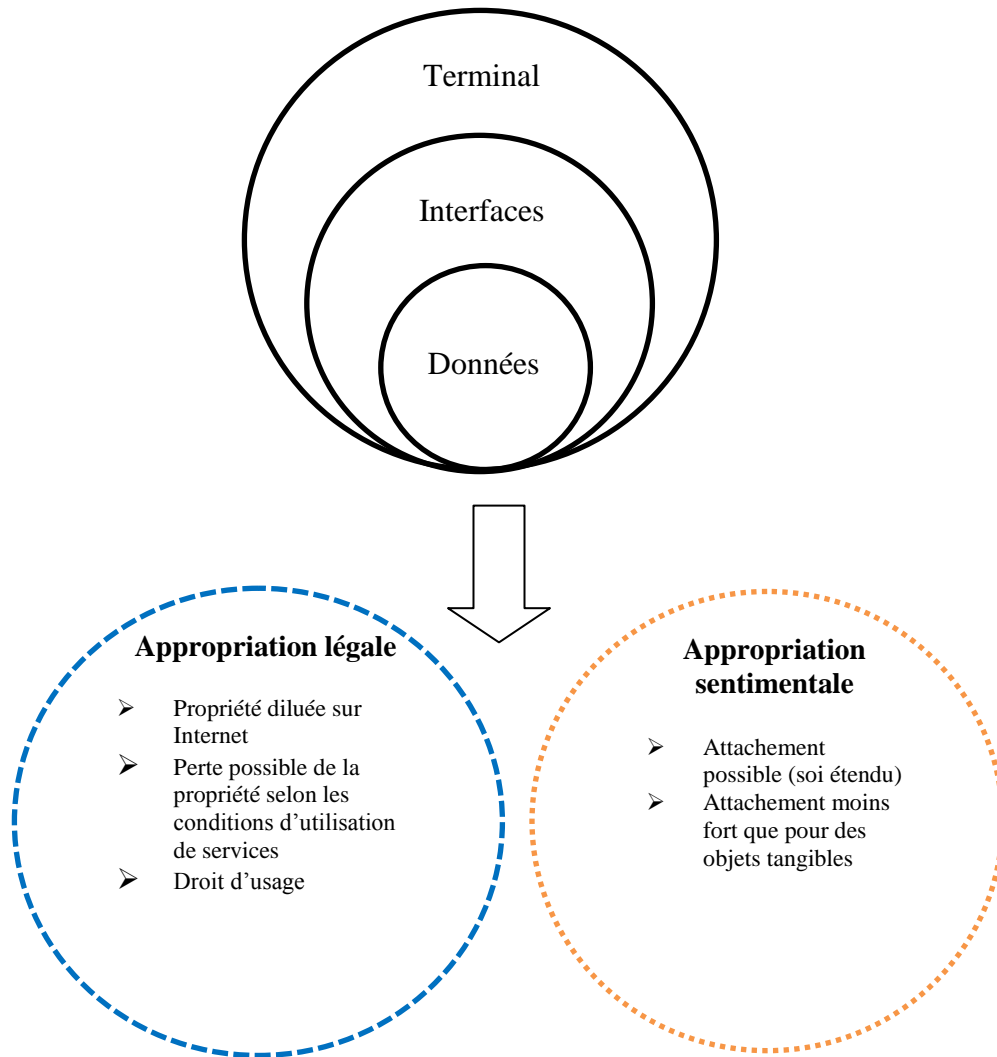 Terminal
Interfaces
Données
Appropriation légale
➢ Propriété diluée sur
Internet
➢ Perte possible de la
propriété selon les
conditions d’utilisation
de services
➢ Droit d’usage
Appropriation
sentimentale
➢ Attachement
possible (soi étendu)
➢ Attachement moins
fort que pour des
objets tangibles